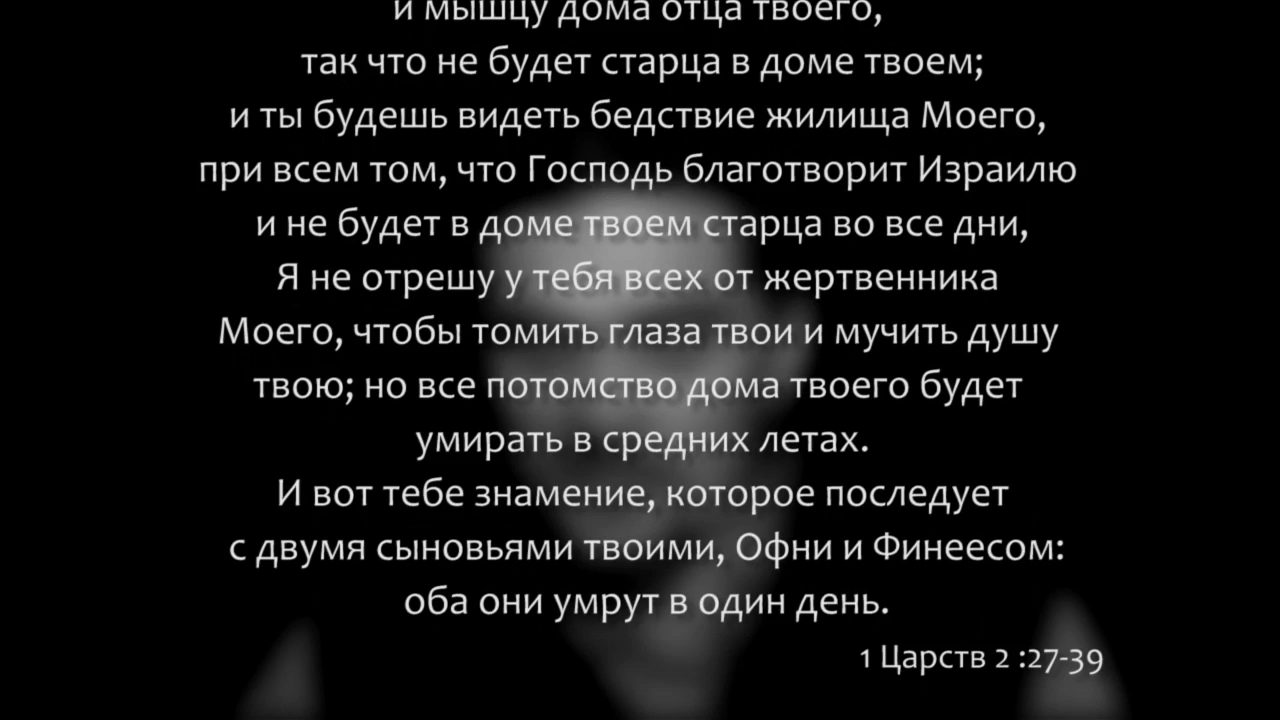 и мышцу дома отца твоего,
так что не будет старца в доме твоем;
и ты будешь видеть бедствие жилища Моего,
при всем том, что Господь благотворит Израилю
и не будет в доме твоем старца во все дни,
Я не отрешу у тебя всех от жертвенника
Моего, чтобы томить глаза твои и мучить душу
твою; но все потомство дома твоего будет
умирать в средних летах.
И вот тебе знамение, которое последует
с двумя сыновьями твоими, Офни и Финеесом:
оба они умрут в один день.
1 Царств 2 :27-39